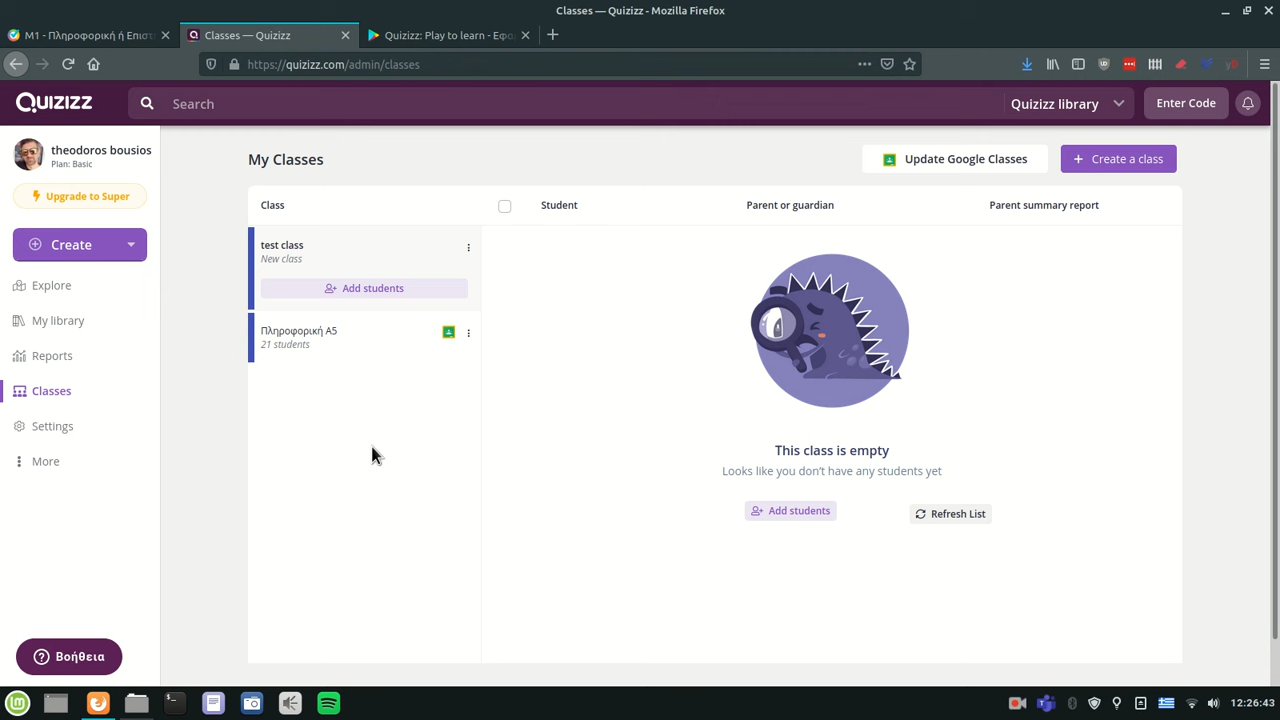 Classes — Quizizz - Mozilla Firefox
M1 - Πληροφορική ή Επιστ
Classes — Quizizz
Quizizz: Play to learn - Εφα
https://quizizz.com/admin/classes
Quizizz
Search
Quizizz library
Enter Code
theodoros bousios
Plan: Basic
Upgrade to Super
Create
Explore
My library
Reports
Classes
Settings
More
Βοήθεια
My Classes
Update Google Classes
Create a class
Class
Student
Parent or guardian
Parent summary report
test class
New class
Add students
Πληροφορική Α5
21 students
This class is empty
Looks like you don't have any students yet
Add students
Refresh List
12:26:43